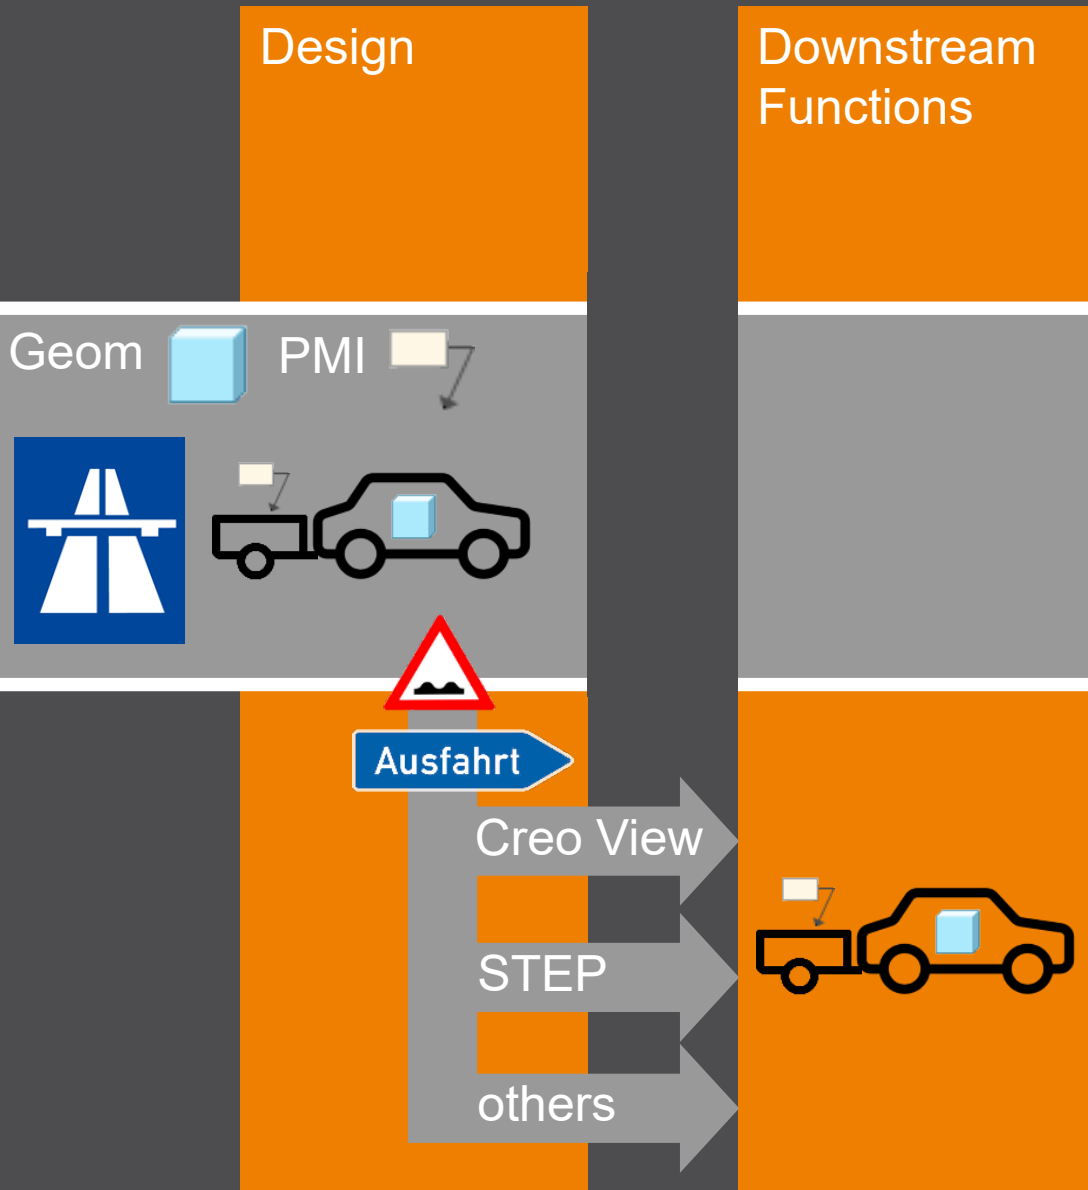 Design
Downstream
Functions
Geom
PMI
Ausfahrt
Creo View
STEP
others